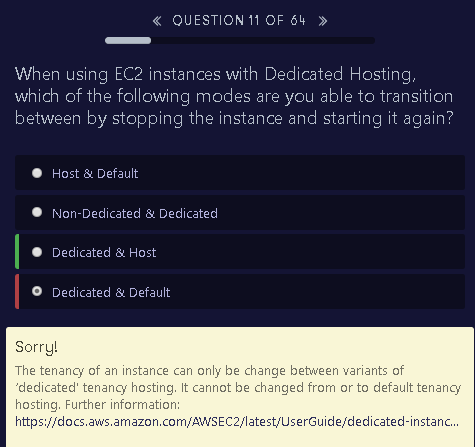 « QUESTION 11 OF 64 »
When using EC2 instances with Dedicated Hosting,
which of the following modes are you able to transition
between by stopping the instance and starting it again?
Host & Default
Non-Dedicated & Dedicated
Dedicated & Host
Dedicated & Default
Sorry!
The tenancy of an instance can only be change between variants of
‘dedicated’ tenancy hosting. It cannot be changed from or to default tenancy
hosting. Further information:
https://docs.aws.amazon.com/AWSEC2/latest/UserGuide/dedicated-instanc...